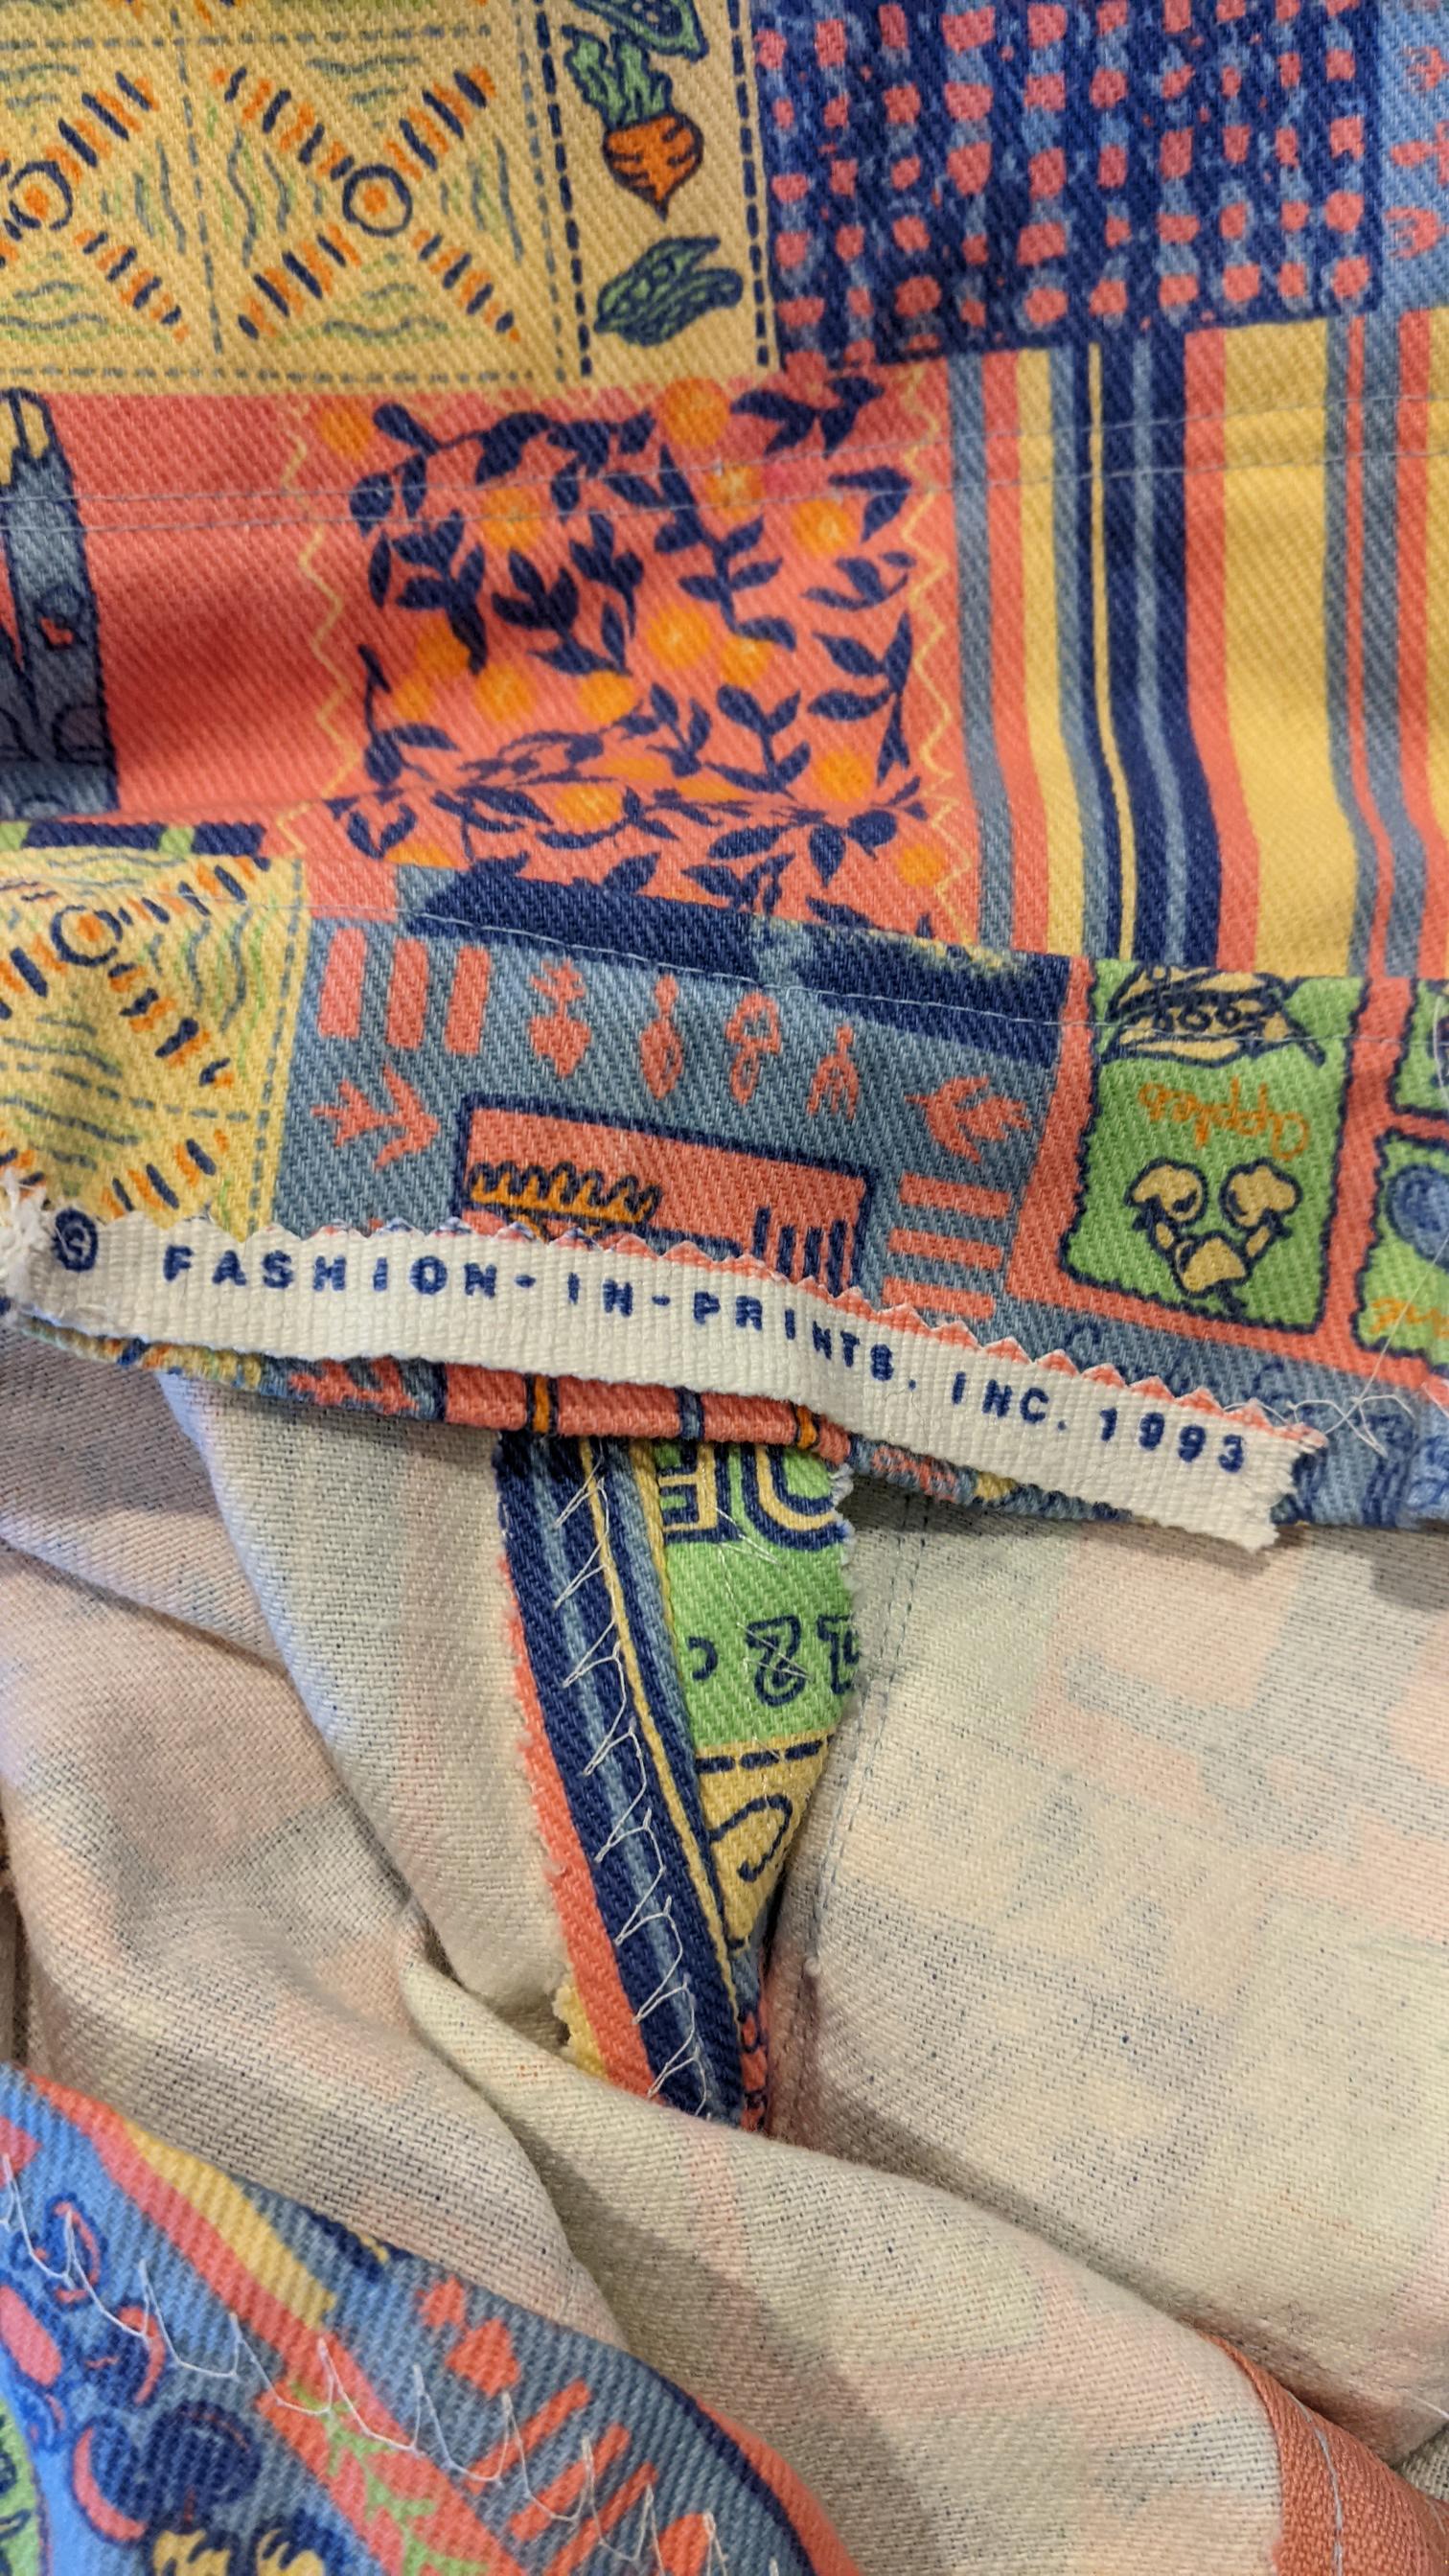 apples
© FASHION-IN-PRINTS, INC. 1993